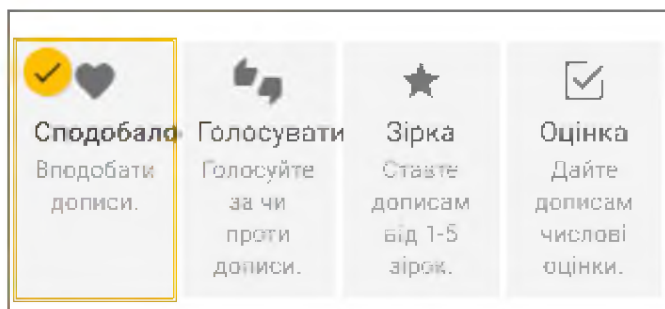 Сподобало
Вподобати
дописи.
Голосувати
Голосуйте
за чи
проти
дописи.
Зірка
Ставте
дописам
від 1-5
зірок.
Оцінка
Дайте
дописам
числові
оцінки.